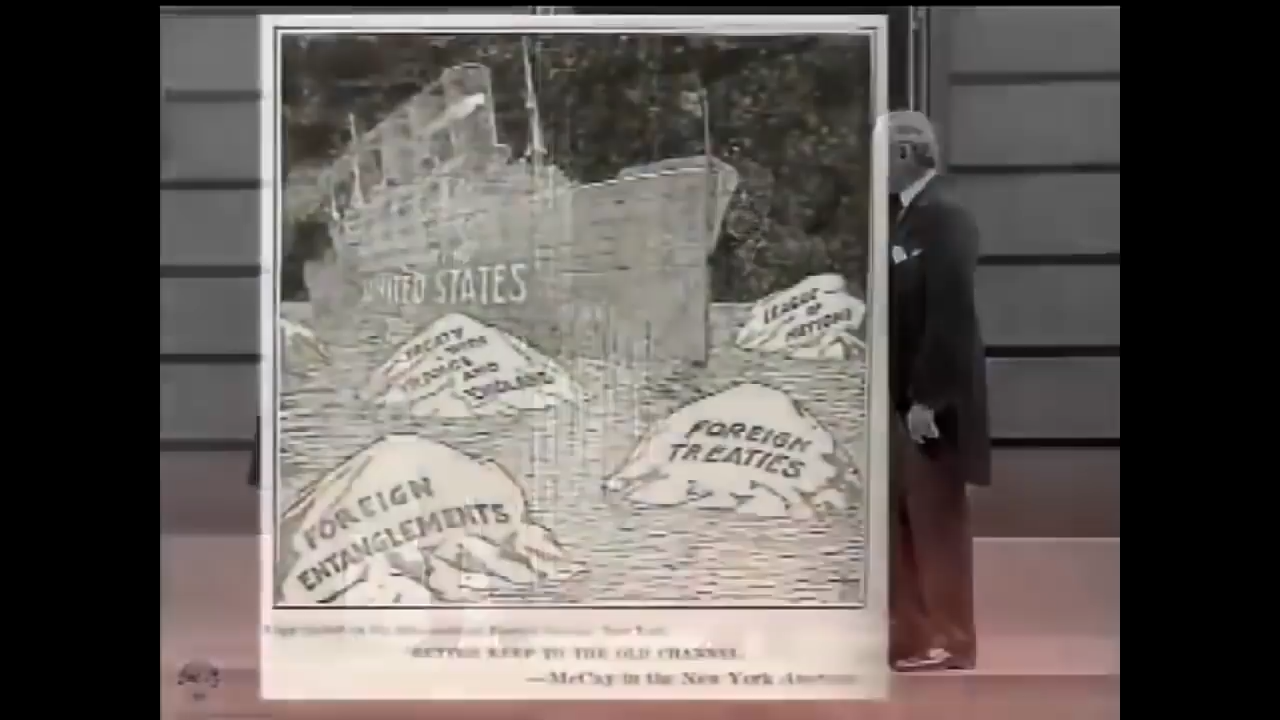 THE
UNITED STATES
LEAGUE
OF
NATIONS
TREATY
WITH
FRANCE
AND
ENGLAND
FOREIGN
TREATIES
FOREIGN
ENTANGLEMENTS
BETTER KEEP TO THE OLD CHANNEL.
—McCay in the New York American